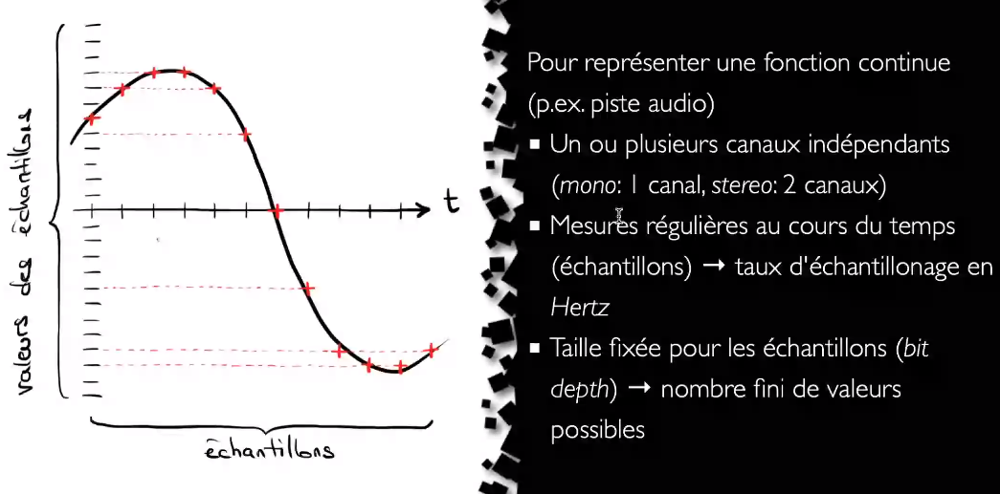 valeurs des échantillons
t
échantillons
Pour représenter une fonction continue
(p.ex. piste audio)
▪ Un ou plusieurs canaux indépendants
(mono: 1 canal, stereo: 2 canaux)
▪ Mesures régulières au cours du temps
(échantillons) → taux d'échantillonage en
Hertz
▪ Taille fixée pour les échantillons (bit
depth) → nombre fini de valeurs
possibles